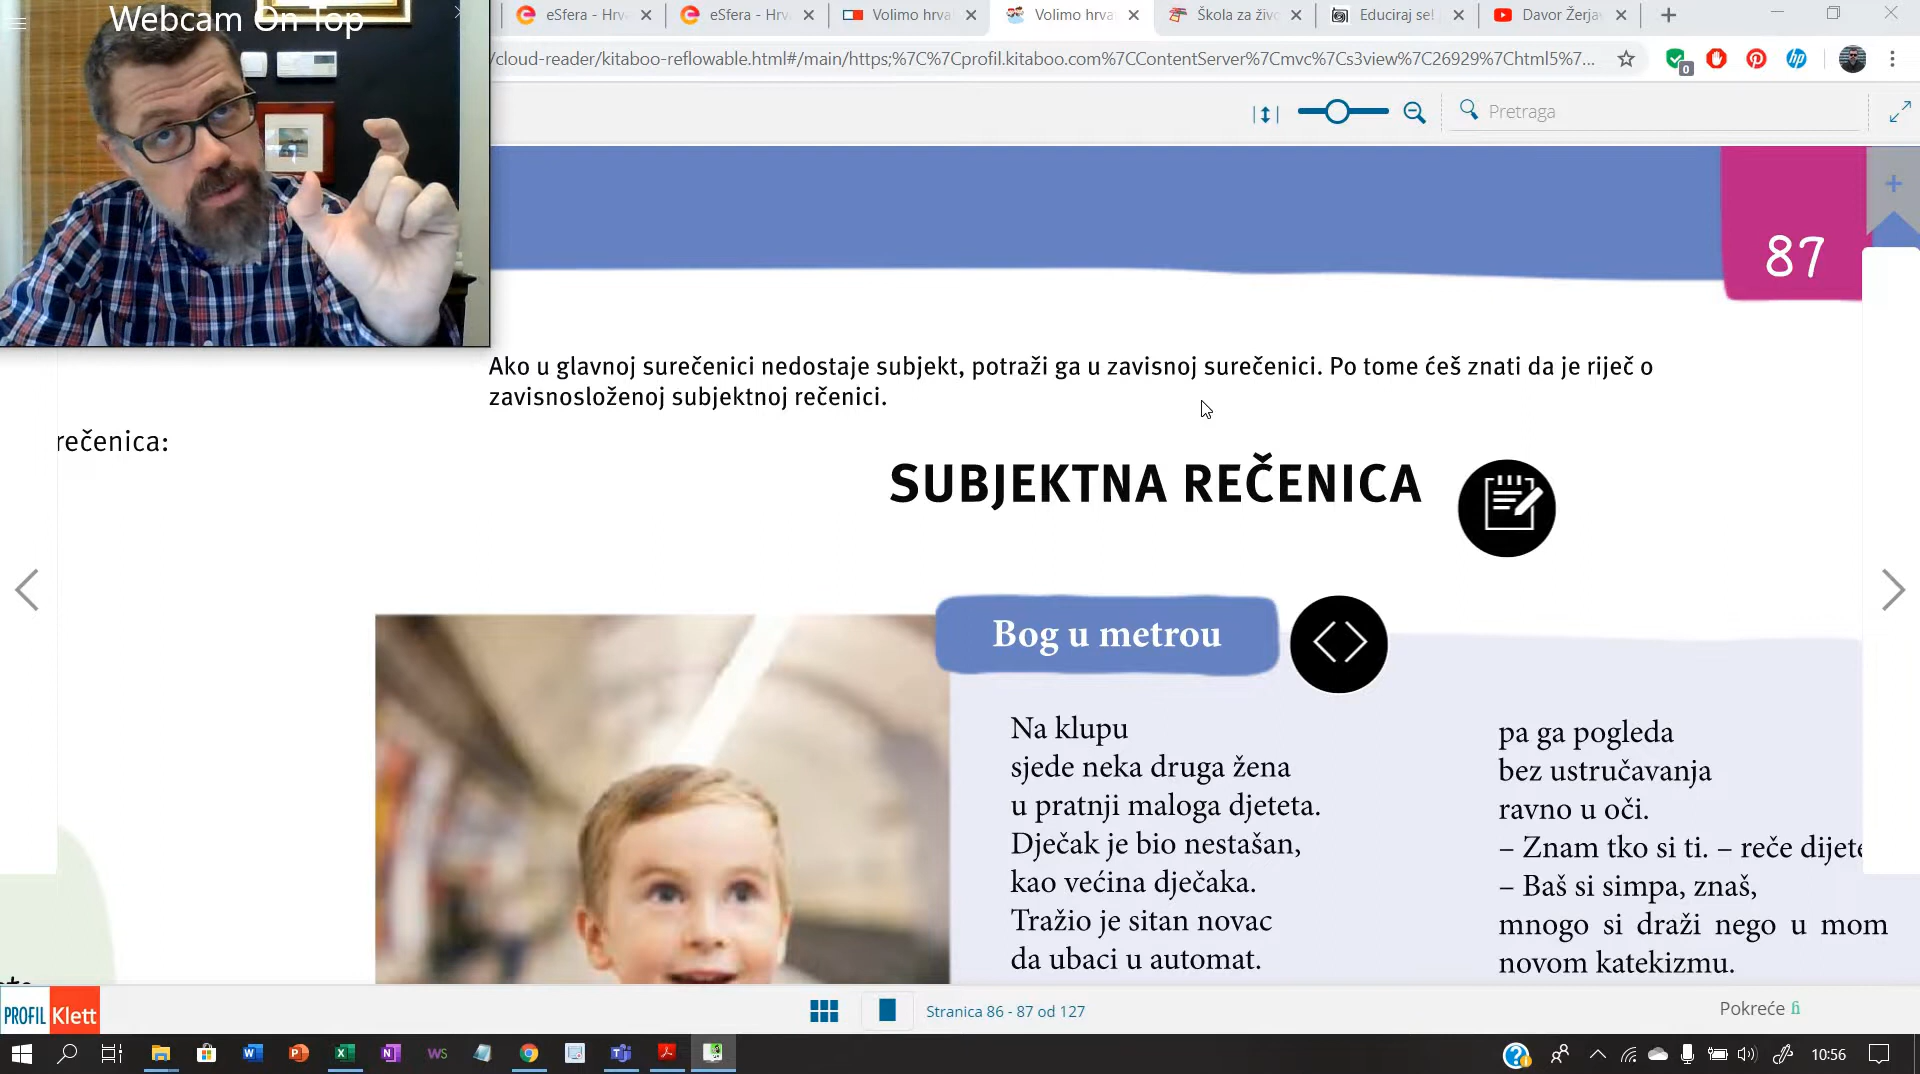 Webcam On Top
eSfera - Hrv
eSfera - Hrv
Volimo hrva
Volimo hrva
Škola za živo
Educiraj se!
Davor Žerja
/cloud-reader/kitaboo-reflowable.html#/main/https;%7C%7Cprofil.kitaboo.com%7CContentServer%7Cmvc%7Cs3view%7C26929%7Chtml5%7...
0
Pretraga
87
Ako u glavnoj surečenici nedostaje subjekt, potraži ga u zavisnoj surečenici. Po tome ćeš znati da je riječ o
zavisnosloženoj subjektnoj rečenici.
rečenica:
SUBJEKTNA REČENICA
Bog u metrou
Na klupu
sjede neka druga žena
u pratnji maloga djeteta.
Dječak je bio nestašan,
kao većina dječaka.
Tražio je sitan novac
da ubaci u automat.
pa ga pogleda
bez ustručavanja
ravno u oči.
– Znam tko si ti. – reče dijete
– Baš si simpa, znaš,
mnogo si draži nego u mom
novom katekizmu.
PROFIL Klett
Stranica 86 - 87 od 127
Pokreće
10:56